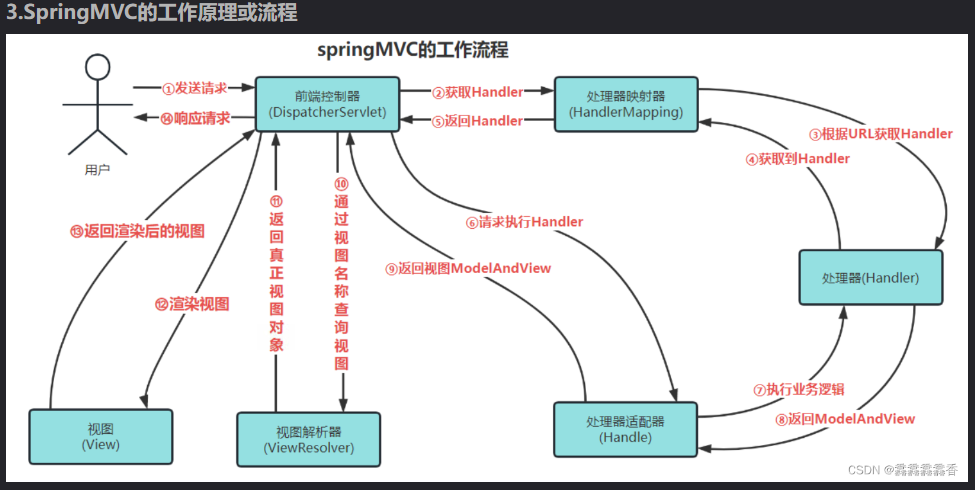 3.SpringMVC的工作原理或流程
springMVC的工作流程
用户
①发送请求
⑭响应请求
前端控制器
(DispatcherServlet)
②获取Handler
⑤返回Handler
处理器映射器
(HandlerMapping)
③根据URL获取Handler
④获取到Handler
处理器(Handler)
⑥请求执行Handler
⑦执行业务逻辑
⑧返回ModelAndView
处理器适配器
(Handle)
⑨返回视图ModelAndView
⑩通过视图名称查询视图
⑪返回真正视图对象
视图解析器
(ViewResolver)
⑫渲染视图
⑬返回渲染后的视图
视图
(View)
CSDN @霧霧霧霧霧香